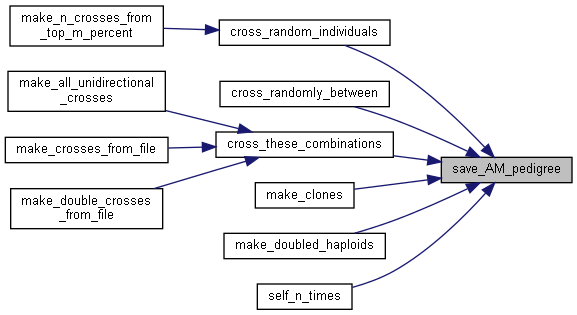 make_n_crosses_from
_top_m_percent
cross_random_individuals
make_all_unidirectional
_crosses
cross_randomly_between
make_crosses_from_file
cross_these_combinations
save_AM_pedigree
make_double_crosses
_from_file
make_clones
make_doubled_haploids
self_n_times